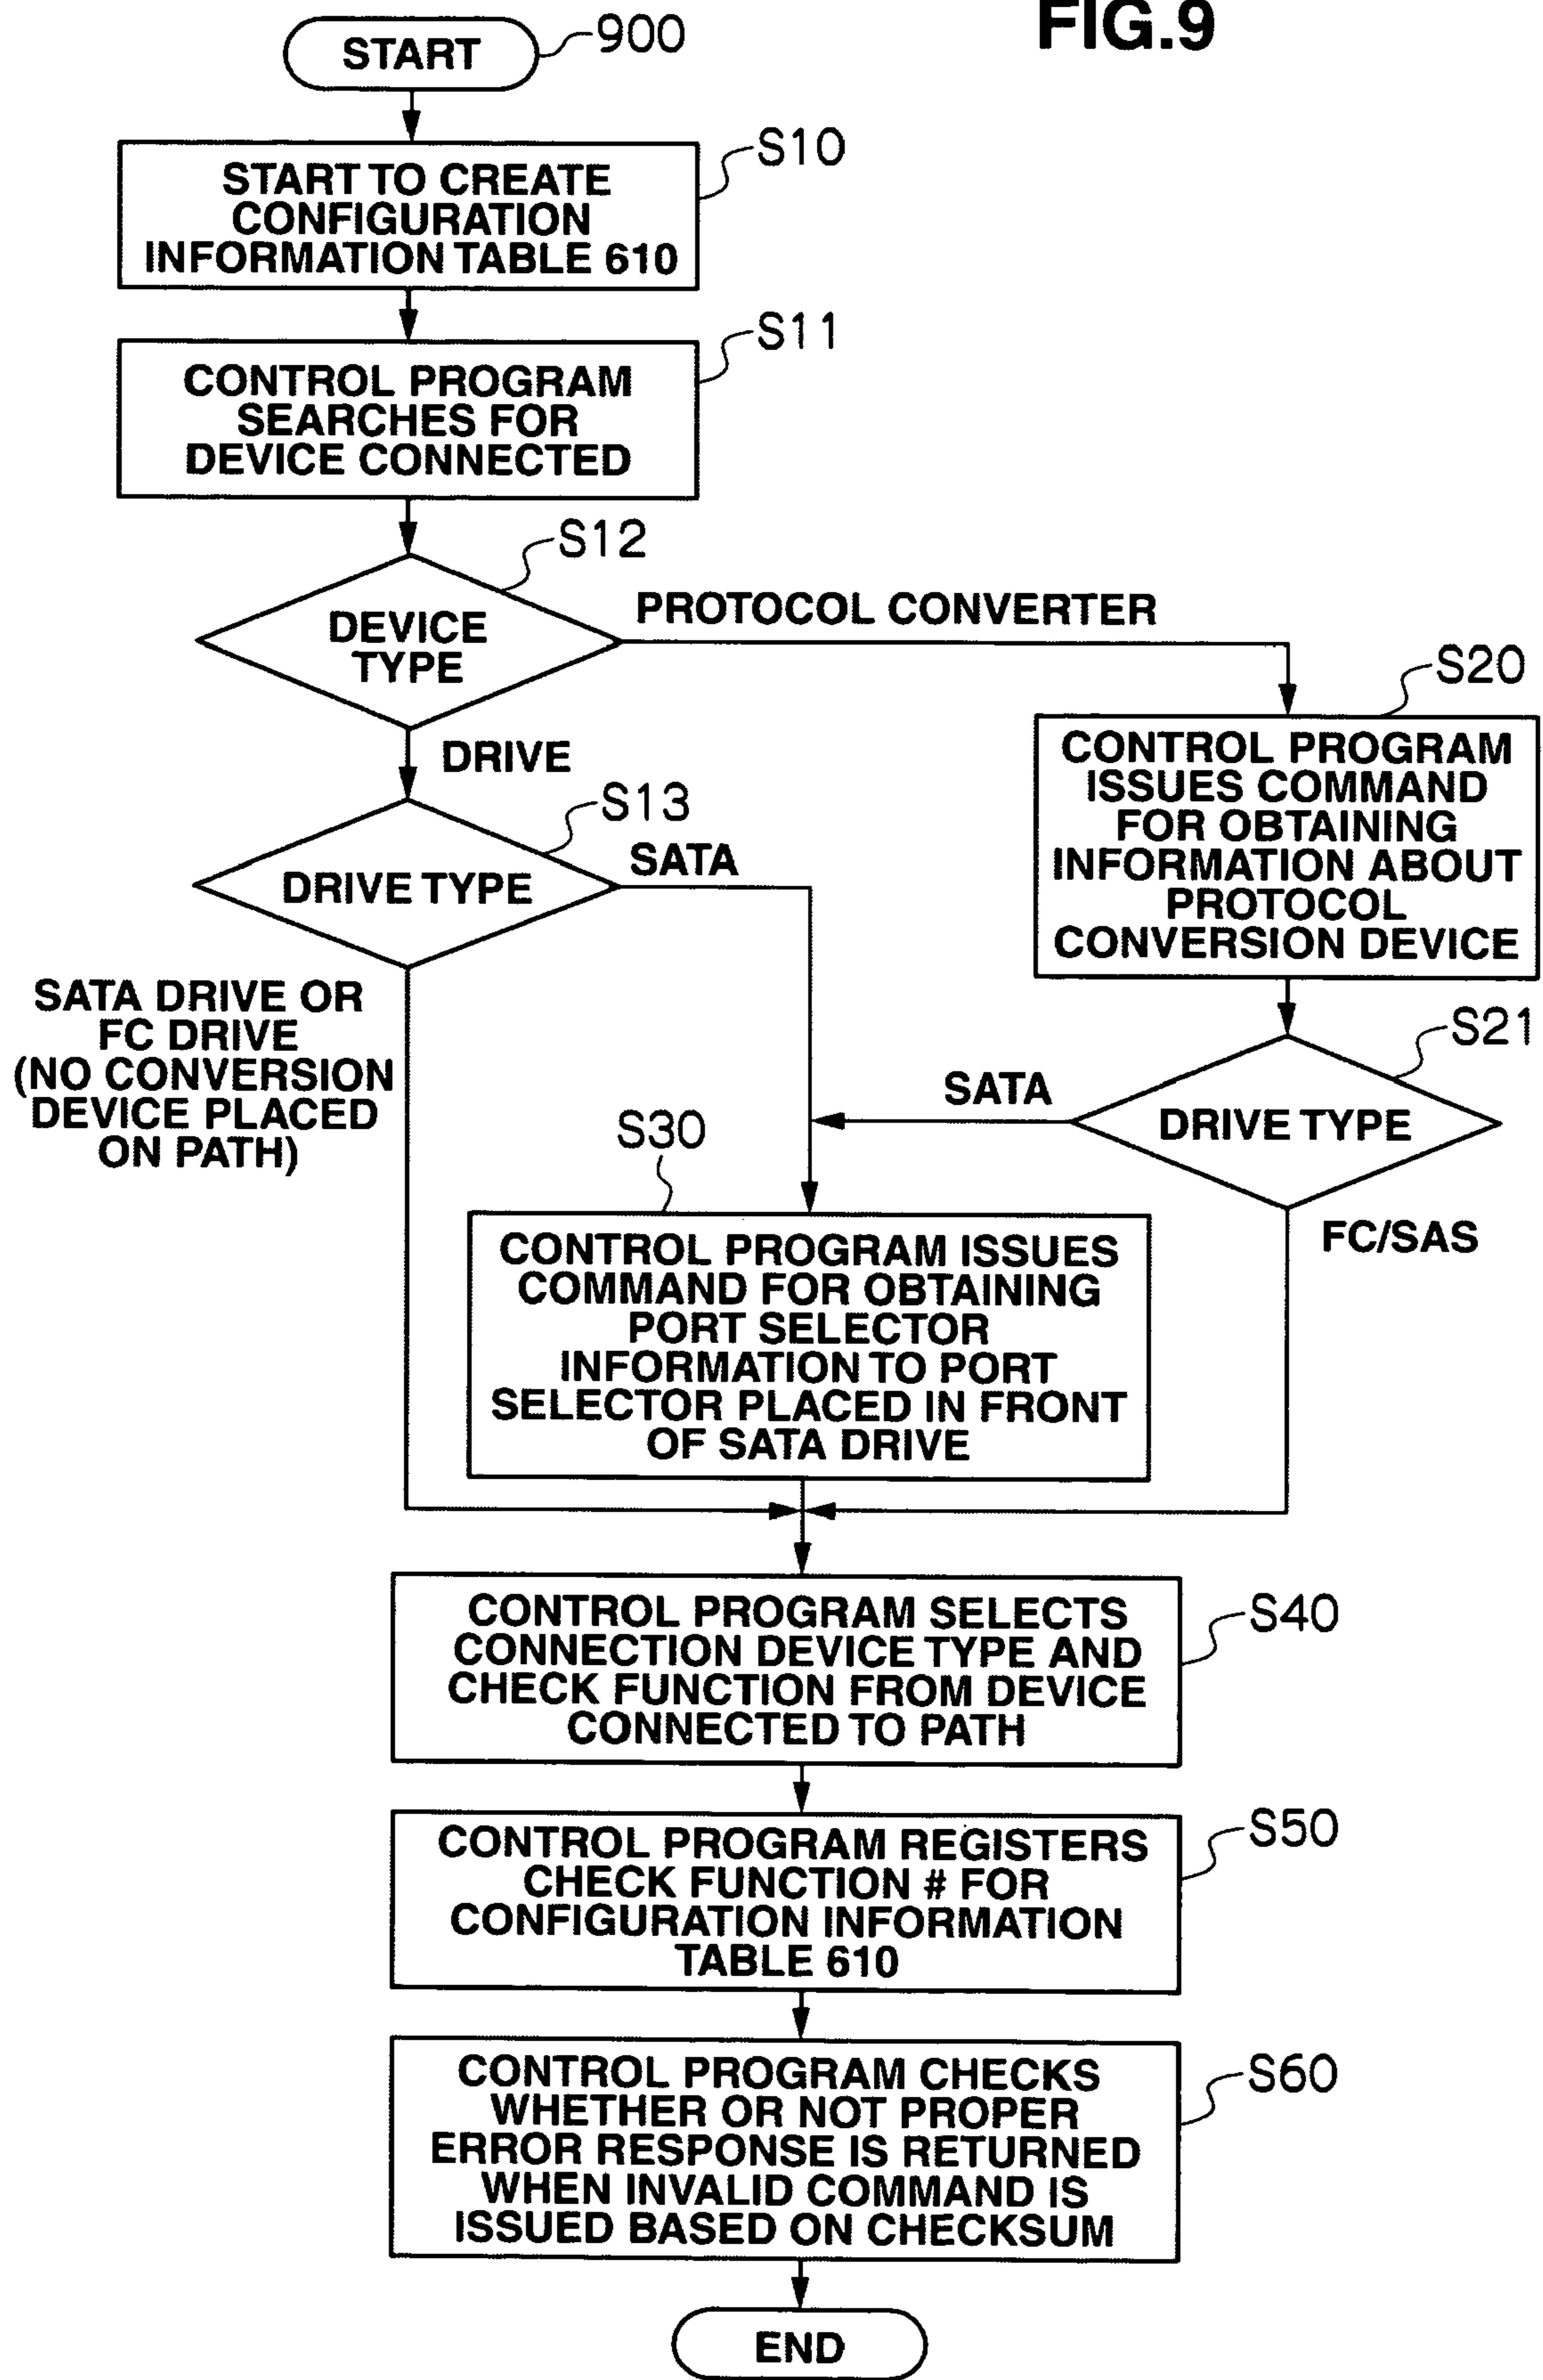 FIG.9
START
900
S10
START TO CREATE
CONFIGURATION
INFORMATION TABLE 610
S11
CONTROL PROGRAM
SEARCHES FOR
DEVICE CONNECTED
S12
DEVICE
TYPE
PROTOCOL CONVERTER
DRIVE
S20
CONTROL PROGRAM
ISSUES COMMAND
FOR OBTAINING
INFORMATION ABOUT
PROTOCOL
CONVERSION DEVICE
S13
DRIVE TYPE
SATA
SATA DRIVE OR
FC DRIVE
(NO CONVERSION
DEVICE PLACED
ON PATH)
S21
DRIVE TYPE
SATA
FC/SAS
S30
CONTROL PROGRAM ISSUES
COMMAND FOR OBTAINING
PORT SELECTOR
INFORMATION TO PORT
SELECTOR PLACED IN FRONT
OF SATA DRIVE
S40
CONTROL PROGRAM SELECTS
CONNECTION DEVICE TYPE AND
CHECK FUNCTION FROM DEVICE
CONNECTED TO PATH
S50
CONTROL PROGRAM REGISTERS
CHECK FUNCTION # FOR
CONFIGURATION INFORMATION
TABLE 610
S60
CONTROL PROGRAM CHECKS
WHETHER OR NOT PROPER
ERROR RESPONSE IS RETURNED
WHEN INVALID COMMAND IS
ISSUED BASED ON CHECKSUM
END